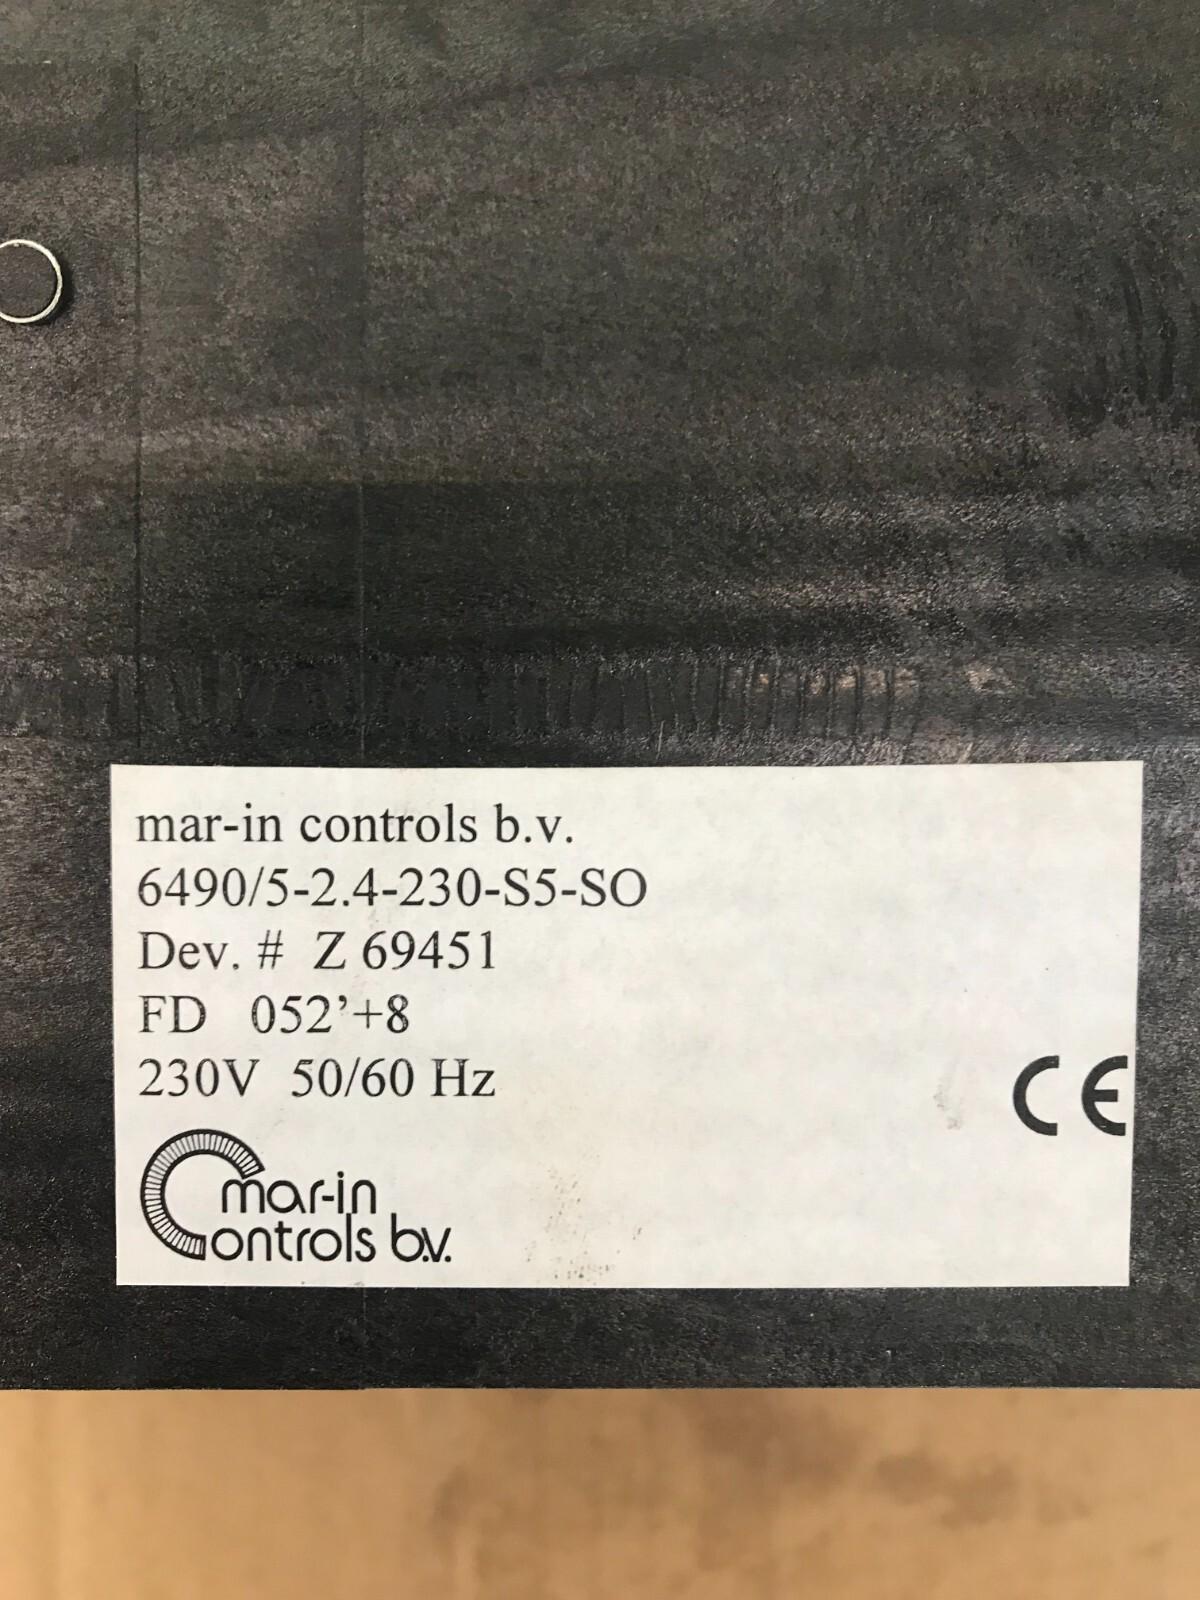 mar-in controls b.v.
6490/5-2.4-230-S5-SO
Dev. # Z 69451
FD 052'+8
230V 50/60 Hz
CE
mar-in
Controls b.v.